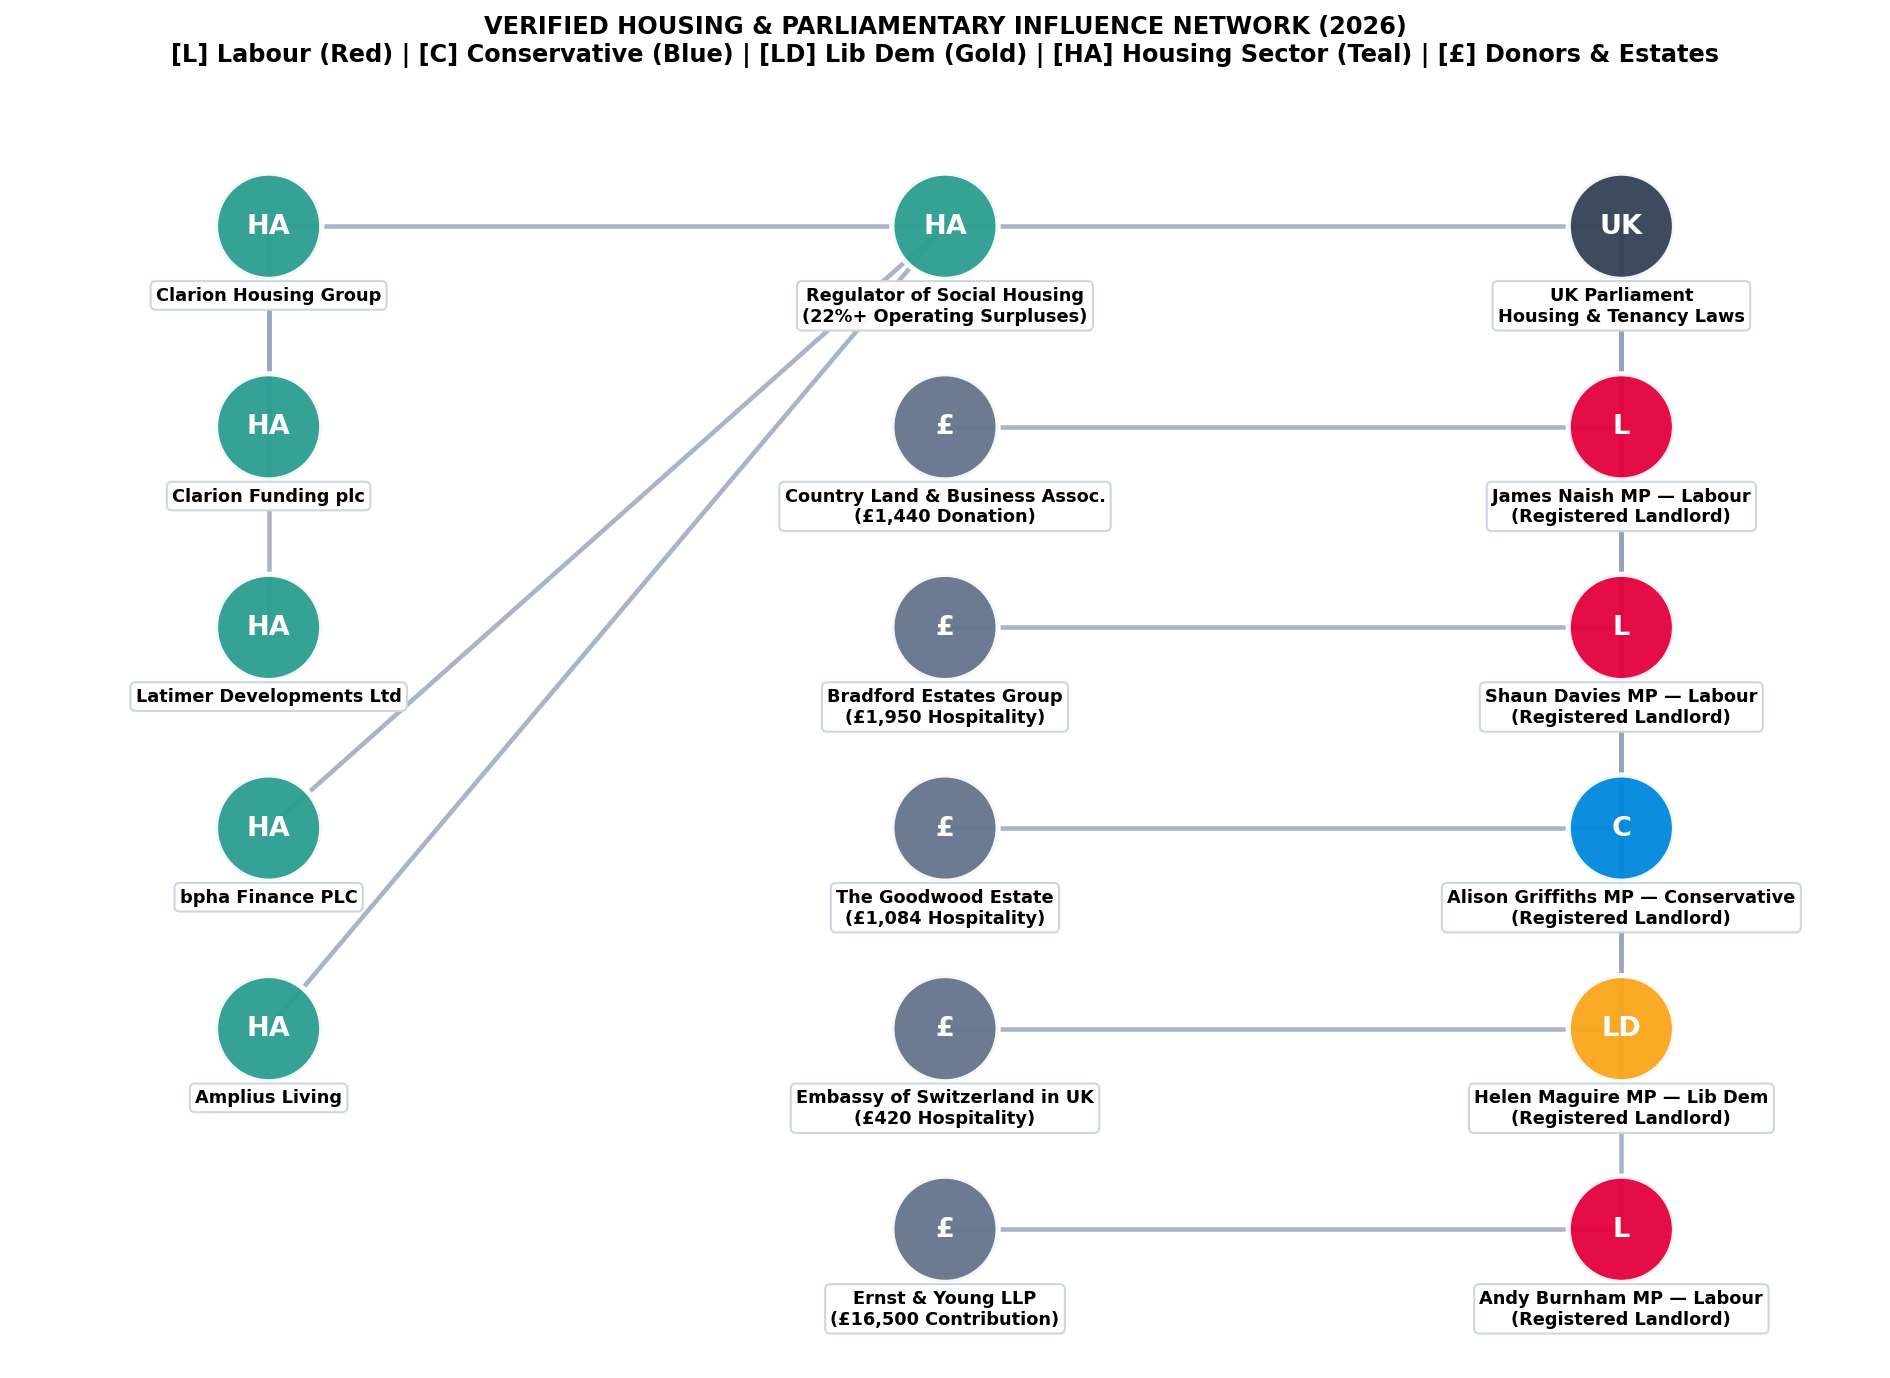 VERIFIED HOUSING & PARLIAMENTARY INFLUENCE NETWORK (2026)
[L] Labour (Red) | [C] Conservative (Blue) | [LD] Lib Dem (Gold) | [HA] Housing Sector (Teal) | [£] Donors & Estates
HA
Clarion Housing Group
HA
Regulator of Social Housing
(22%+ Operating Surpluses)
UK
UK Parliament
Housing & Tenancy Laws
HA
Clarion Funding plc
£
Country Land & Business Assoc.
(£1,440 Donation)
L
James Naish MP — Labour
(Registered Landlord)
HA
Latimer Developments Ltd
£
Bradford Estates Group
(£1,950 Hospitality)
L
Shaun Davies MP — Labour
(Registered Landlord)
HA
bpha Finance PLC
£
The Goodwood Estate
(£1,084 Hospitality)
C
Alison Griffiths MP — Conservative
(Registered Landlord)
HA
Amplius Living
£
Embassy of Switzerland in UK
(£420 Hospitality)
LD
Helen Maguire MP — Lib Dem
(Registered Landlord)
£
Ernst & Young LLP
(£16,500 Contribution)
L
Andy Burnham MP — Labour
(Registered Landlord)